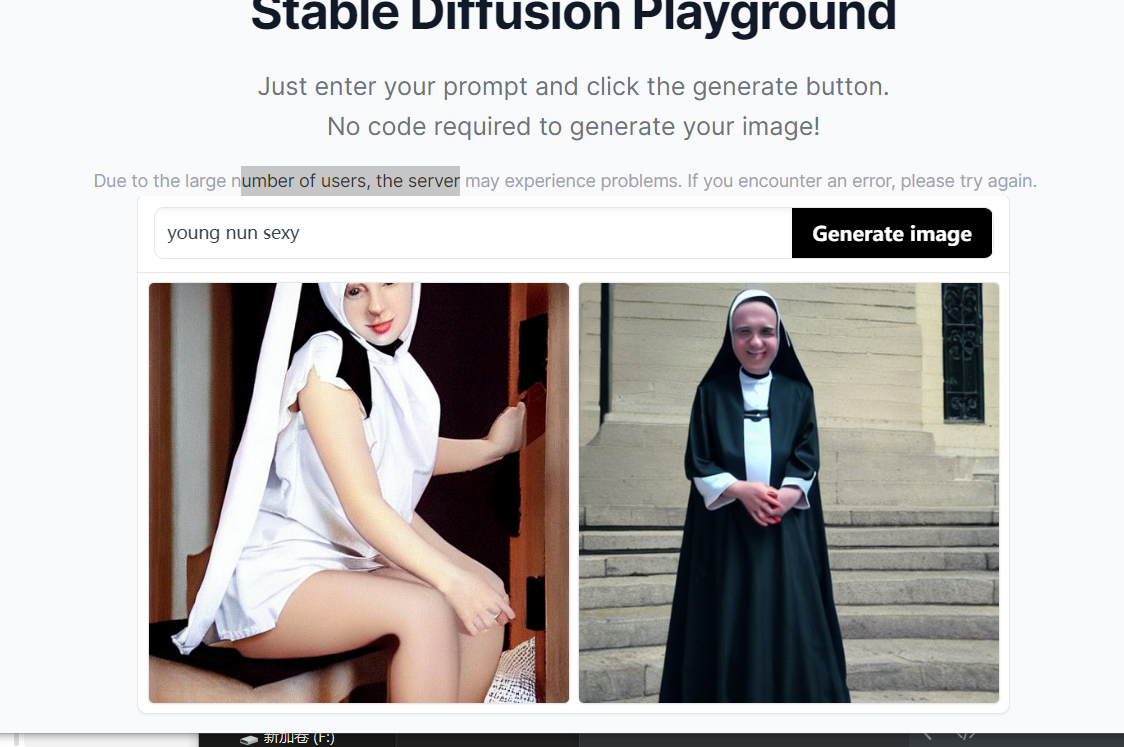 Stable Diffusion Playground
Just enter your prompt and click the generate button.
No code required to generate your image!
Due to the large number of users, the server may experience problems. If you encounter an error, please try again.
young nun sexy
Generate image
新加卷 (F:)